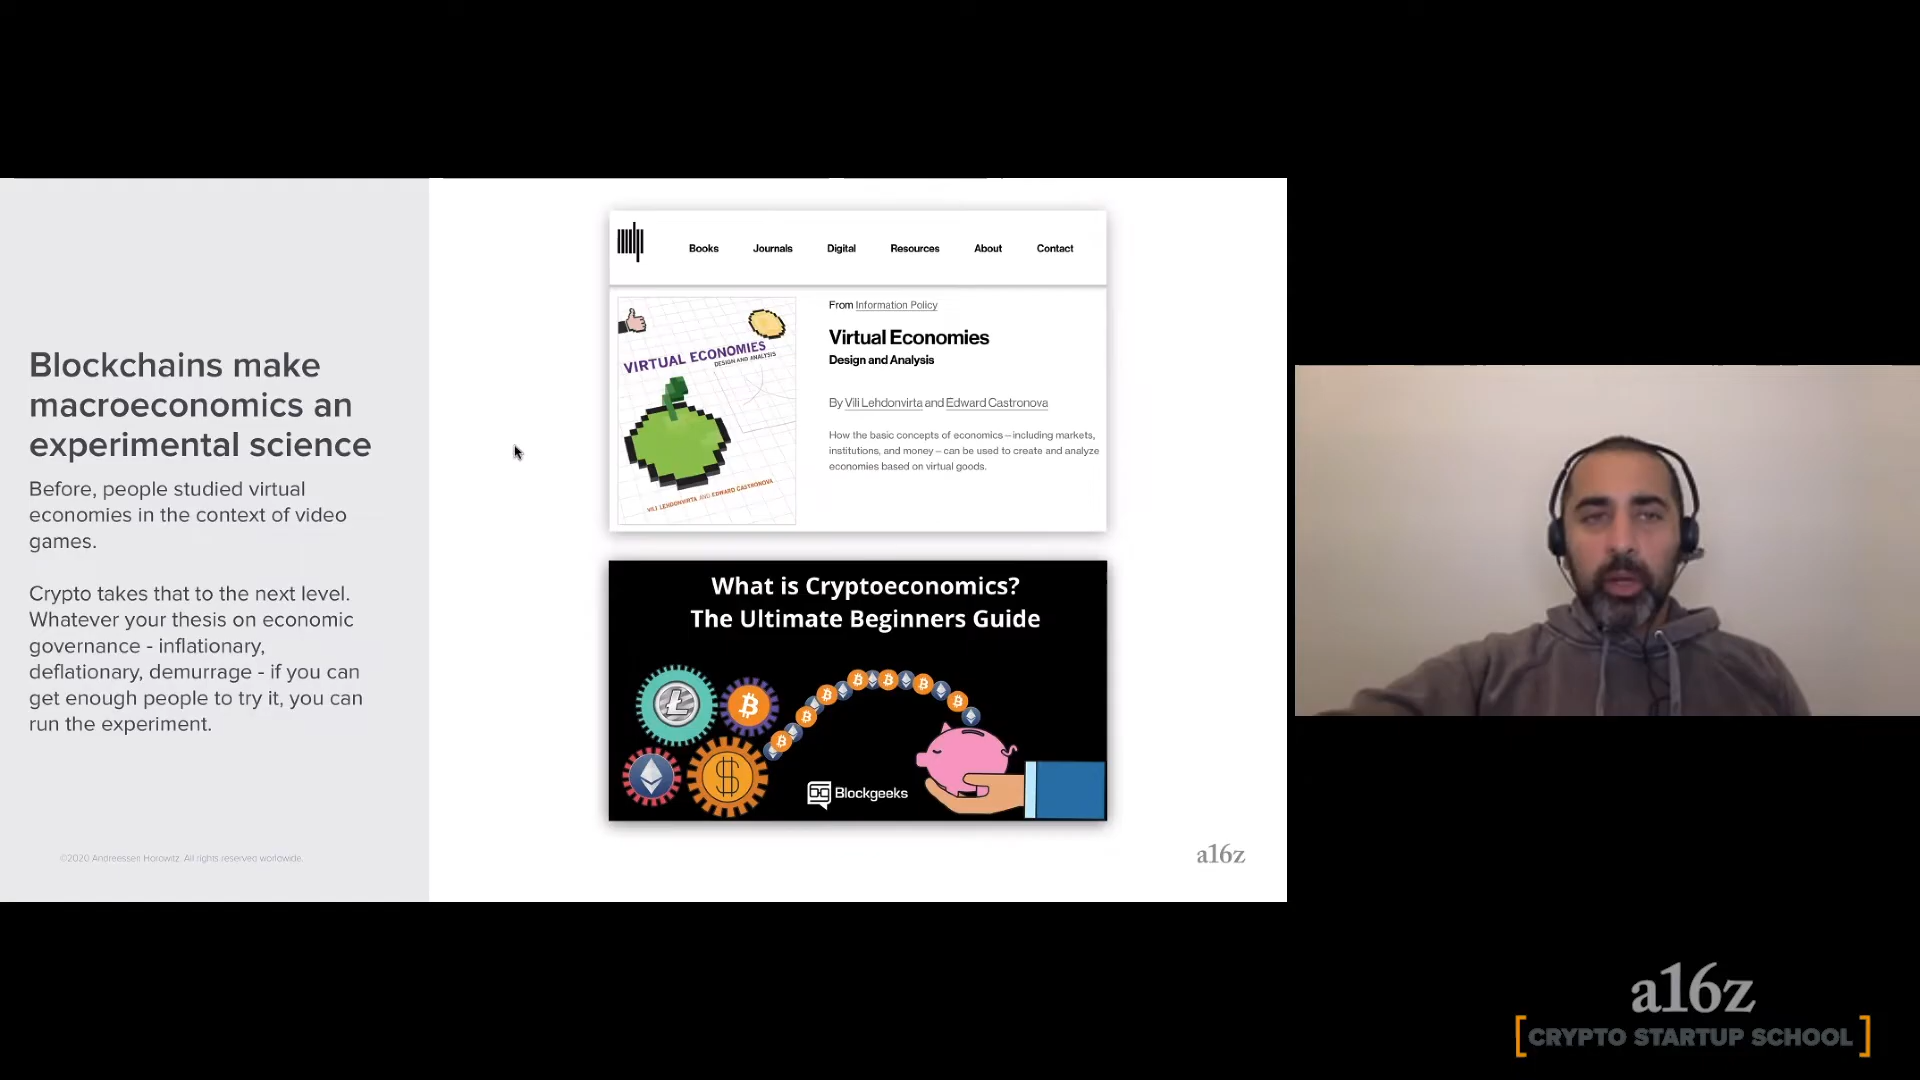 Blockchains make
macroeconomics an
experimental science
Before, people studied virtual
economies in the context of video
games.
Crypto takes that to the next level.
Whatever your thesis on economic
governance - inflationary,
deflationary, demurrage - if you can
get enough people to try it, you can
run the experiment.
©2020 Andreessen Horowitz. All rights reserved worldwide.
Books Journals Digital Resources About Contact
VIRTUAL ECONOMIES
DESIGN AND ANALYSIS
VILI LEHDONVIRTA AND EDWARD CASTRONOVA
From Information Policy
Virtual Economies
Design and Analysis
By Vili Lehdonvirta and Edward Castronova
How the basic concepts of economics—including markets,
institutions, and money—can be used to create and analyze
economies based on virtual goods.
What is Cryptoeconomics?
The Ultimate Beginners Guide
Blockgeeks
a16z
a16z
[CRYPTO STARTUP SCHOOL]